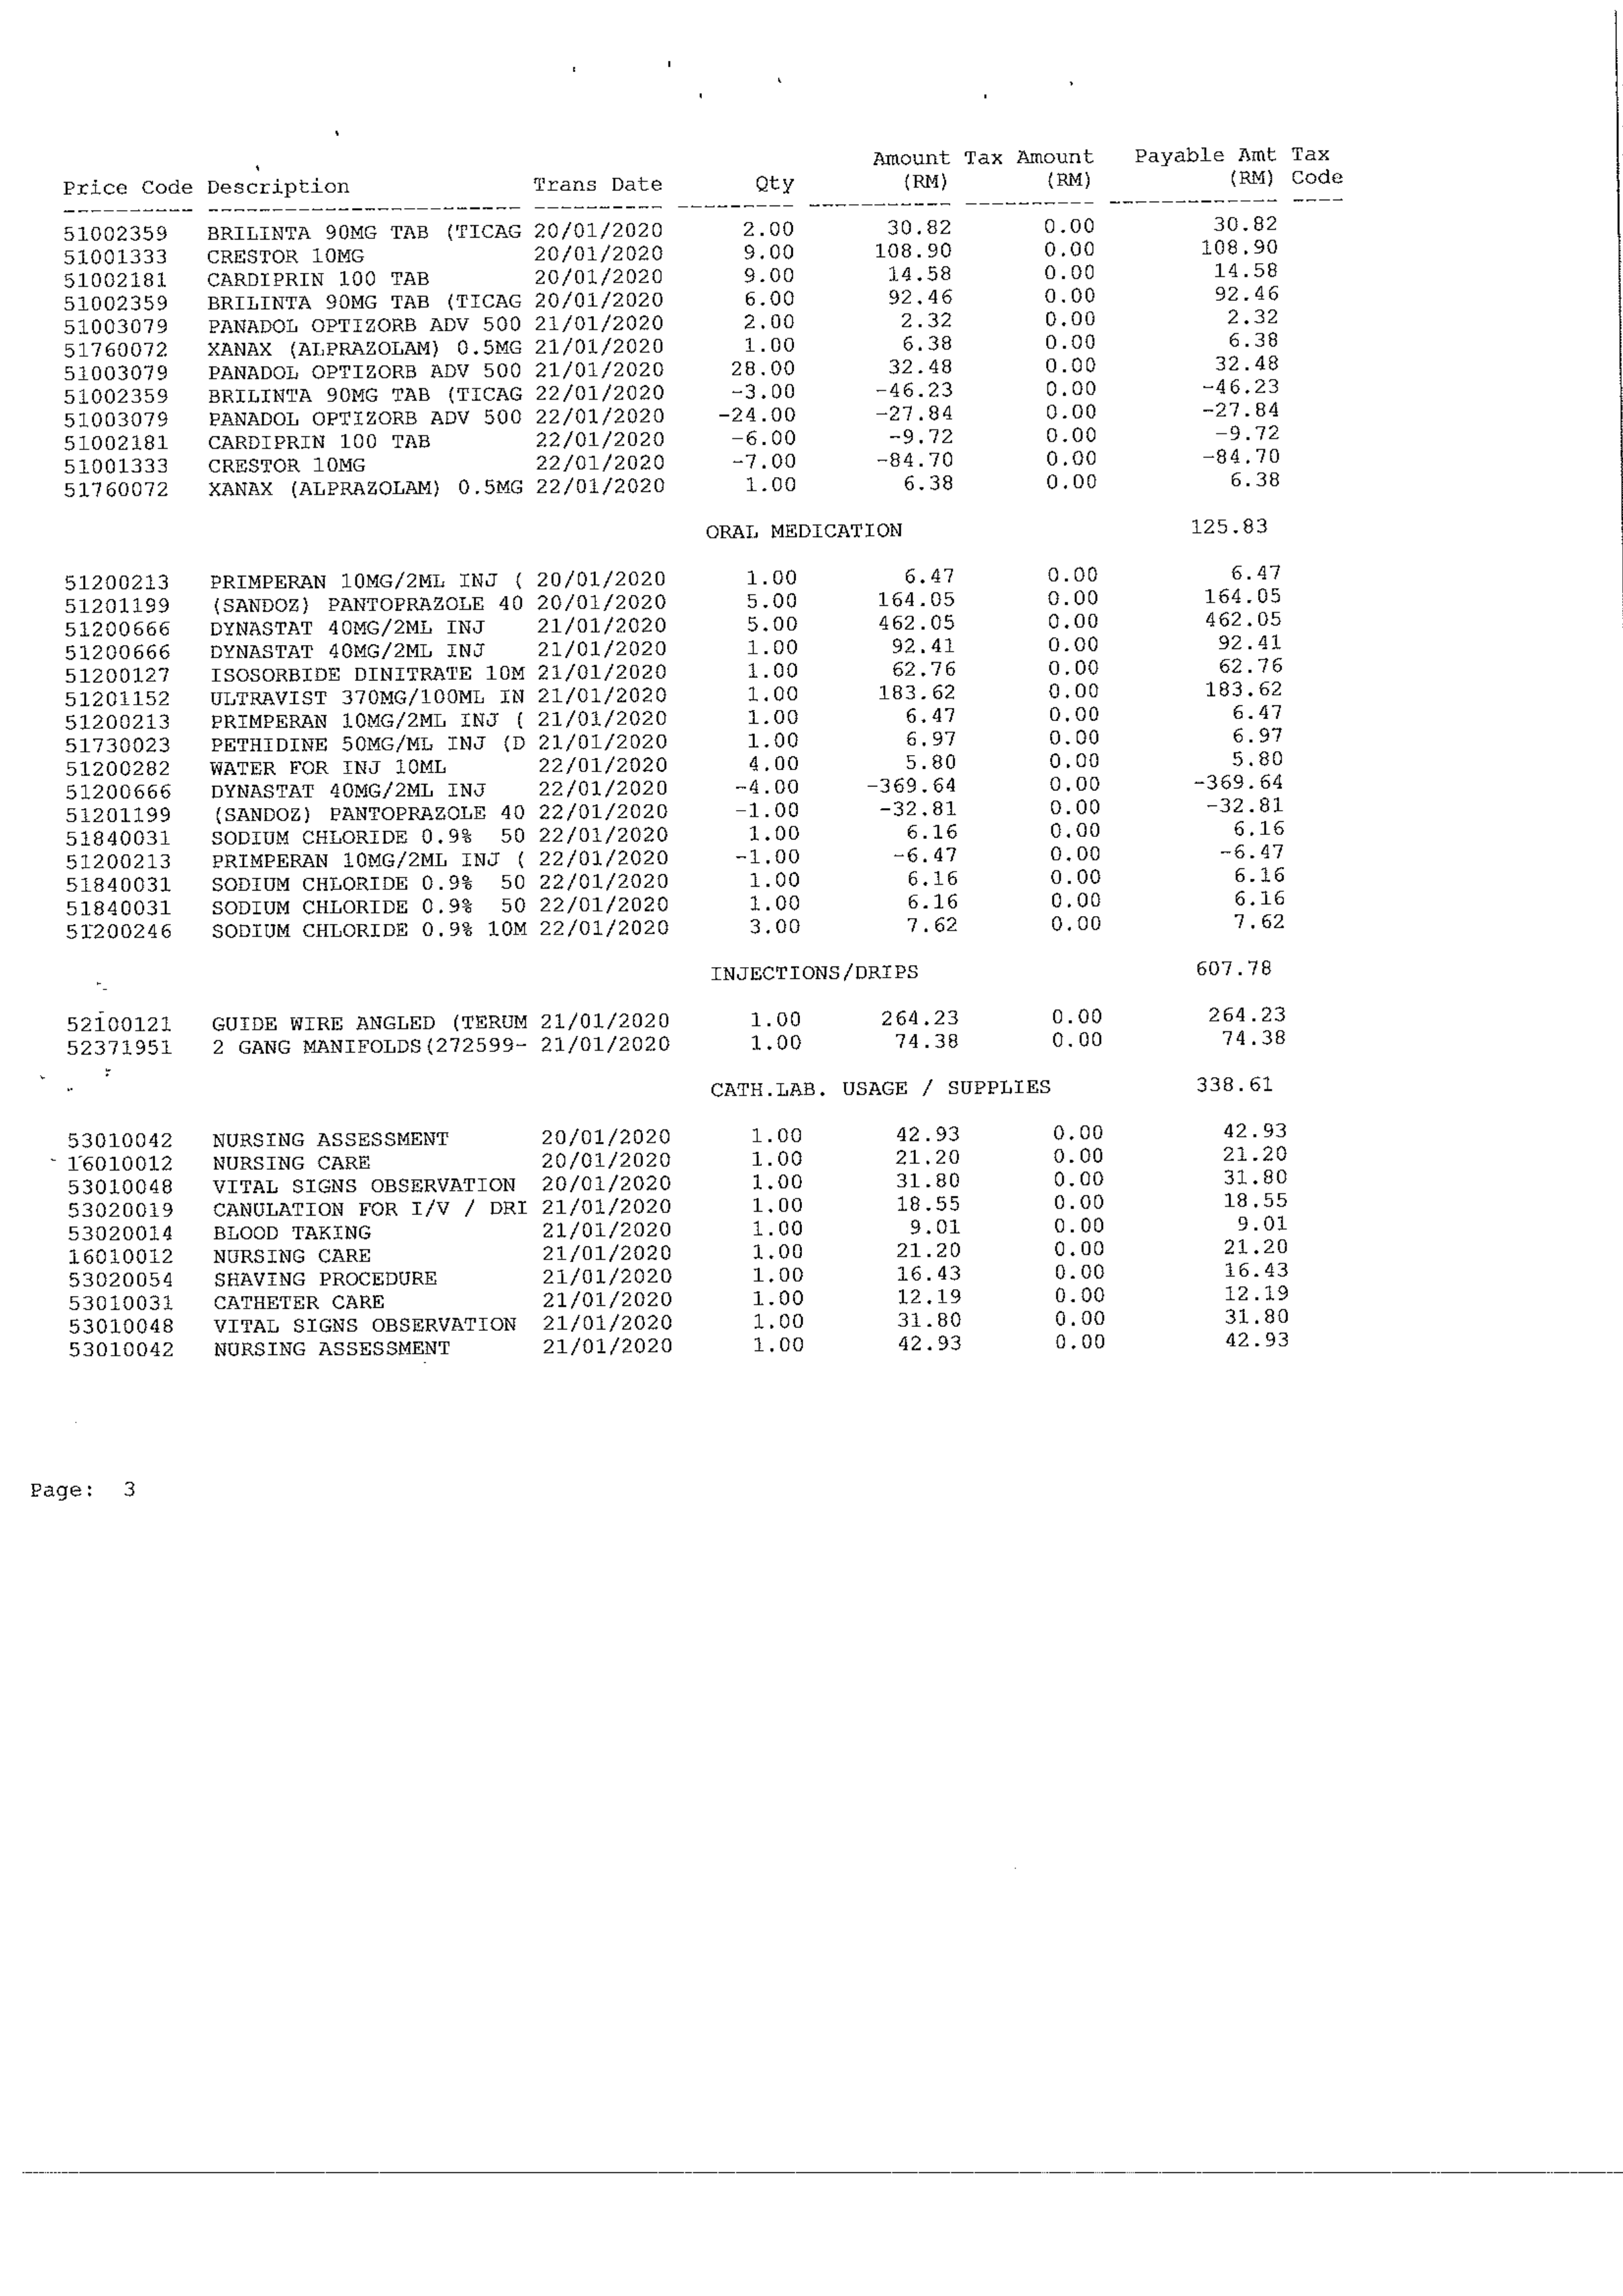 Amount Tax Amount Payable Amt Tax
Price Code Description Trans Date Qty (RM) (RM) (RM) Code
51002359 BRILINTA 90MG TAB (TICAG 20/01/2020 2.00 30.82 0.00 30.82
51001333 CRESTOR 10MG 20/01/2020 9.00 108.90 0.00 108.90
51002181 CARDIPRIN 100 TAB 20/01/2020 9.00 14.58 0.00 14.58
51002359 BRILINTA 90MG TAB (TICAG 20/01/2020 6.00 92.46 0.00 92.46
51003079 PANADOL OPTIZORB ADV 500 21/01/2020 2.00 2.32 0.00 2.32
51760072 XANAX (ALPRAZOLAM) 0.5MG 21/01/2020 1.00 6.38 0.00 6.38
51003079 PANADOL OPTIZORB ADV 500 21/01/2020 28.00 32.48 0.00 32.48
51002359 BRILINTA 90MG TAB (TICAG 22/01/2020 -3.00 -46.23 0.00 -46.23
51003079 PANADOL OPTIZORB ADV 500 22/01/2020 -24.00 -27.84 0.00 -27.84
51002181 CARDIPRIN 100 TAB 22/01/2020 -6.00 -9.72 0.00 -9.72
51001333 CRESTOR 10MG 22/01/2020 -7.00 -84.70 0.00 -84.70
51760072 XANAX (ALPRAZOLAM) 0.5MG 22/01/2020 1.00 6.38 0.00 6.38
ORAL MEDICATION 125.83
51200213 PRIMPERAN 10MG/2ML INJ ( 20/01/2020 1.00 6.47 0.00 6.47
51201199 (SANDOZ) PANTOPRAZOLE 40 20/01/2020 5.00 164.05 0.00 164.05
51200666 DYNASTAT 40MG/2ML INJ 21/01/2020 5.00 462.05 0.00 462.05
51200666 DYNASTAT 40MG/2ML INJ 21/01/2020 1.00 92.41 0.00 92.41
51200127 ISOSORBIDE DINITRATE 10M 21/01/2020 1.00 62.76 0.00 62.76
51201152 ULTRAVIST 370MG/100ML IN 21/01/2020 1.00 183.62 0.00 183.62
51200213 PRIMPERAN 10MG/2ML INJ ( 21/01/2020 1.00 6.47 0.00 6.47
51730023 PETHIDINE 50MG/ML INJ (D 21/01/2020 1.00 6.97 0.00 6.97
51200282 WATER FOR INJ 10ML 22/01/2020 4.00 5.80 0.00 5.80
51200666 DYNASTAT 40MG/2ML INJ 22/01/2020 -4.00 -369.64 0.00 -369.64
51201199 (SANDOZ) PANTOPRAZOLE 40 22/01/2020 -1.00 -32.81 0.00 -32.81
51840031 SODIUM CHLORIDE 0.9% 50 22/01/2020 1.00 6.16 0.00 6.16
51200213 PRIMPERAN 10MG/2ML INJ ( 22/01/2020 -1.00 -6.47 0.00 -6.47
51840031 SODIUM CHLORIDE 0.9% 50 22/01/2020 1.00 6.16 0.00 6.16
51840031 SODIUM CHLORIDE 0.9% 50 22/01/2020 1.00 6.16 0.00 6.16
51200246 SODIUM CHLORIDE 0.9% 10M 22/01/2020 3.00 7.62 0.00 7.62
INJECTIONS/DRIPS 607.78
52100121 GUIDE WIRE ANGLED (TERUM 21/01/2020 1.00 264.23 0.00 264.23
52371951 2 GANG MANIFOLDS(272599- 21/01/2020 1.00 74.38 0.00 74.38
CATH.LAB. USAGE / SUPPLIES 338.61
53010042 NURSING ASSESSMENT 20/01/2020 1.00 42.93 0.00 42.93
16010012 NURSING CARE 20/01/2020 1.00 21.20 0.00 21.20
53010048 VITAL SIGNS OBSERVATION 20/01/2020 1.00 31.80 0.00 31.80
53020019 CANULATION FOR I/V / DRI 21/01/2020 1.00 18.55 0.00 18.55
53020014 BLOOD TAKING 21/01/2020 1.00 9.01 0.00 9.01
16010012 NURSING CARE 21/01/2020 1.00 21.20 0.00 21.20
53020054 SHAVING PROCEDURE 21/01/2020 1.00 16.43 0.00 16.43
53010031 CATHETER CARE 21/01/2020 1.00 12.19 0.00 12.19
53010048 VITAL SIGNS OBSERVATION 21/01/2020 1.00 31.80 0.00 31.80
53010042 NURSING ASSESSMENT 21/01/2020 1.00 42.93 0.00 42.93
Page: 3